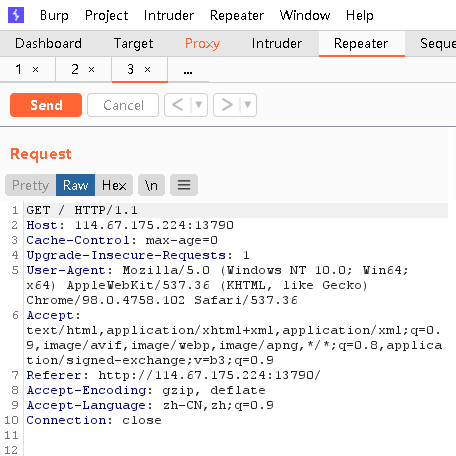 Burp Project Intruder Repeater Window Help
Dashboard Target Proxy Intruder Repeater Seque
1 × 2 × 3 × ...
Send Cancel < ▾ > ▾
Request
Pretty Raw Hex \n
1 GET / HTTP/1.1
2 Host: 114.67.175.224:13790
3 Cache-Control: max-age=0
4 Upgrade-Insecure-Requests: 1
5 User-Agent: Mozilla/5.0 (Windows NT 10.0; Win64;
x64) AppleWebKit/537.36 (KHTML, like Gecko)
Chrome/98.0.4758.102 Safari/537.36
6 Accept:
text/html,application/xhtml+xml,application/xml;q=0.
9,image/avif,image/webp,image/apng,*/*;q=0.8,applica
tion/signed-exchange;v=b3;q=0.9
7 Referer: http://114.67.175.224:13790/
8 Accept-Encoding: gzip, deflate
9 Accept-Language: zh-CN,zh;q=0.9
10 Connection: close
11
12